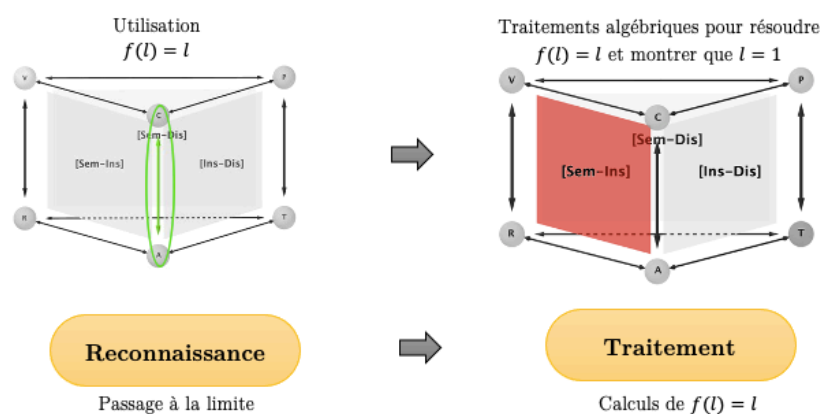 Utilisation
f(l) = l
V
P
C
[Sem-Dis]
[Sem-Ins]
[Ins-Dis]
R
T
A
Reconnaissance
Passage à la limite
Traitements algébriques pour résoudre
f(l) = l et montrer que l = 1
V
P
C
[Sem-Dis]
[Sem-Ins]
[Ins-Dis]
R
T
A
Traitement
Calculs de f(l) = l